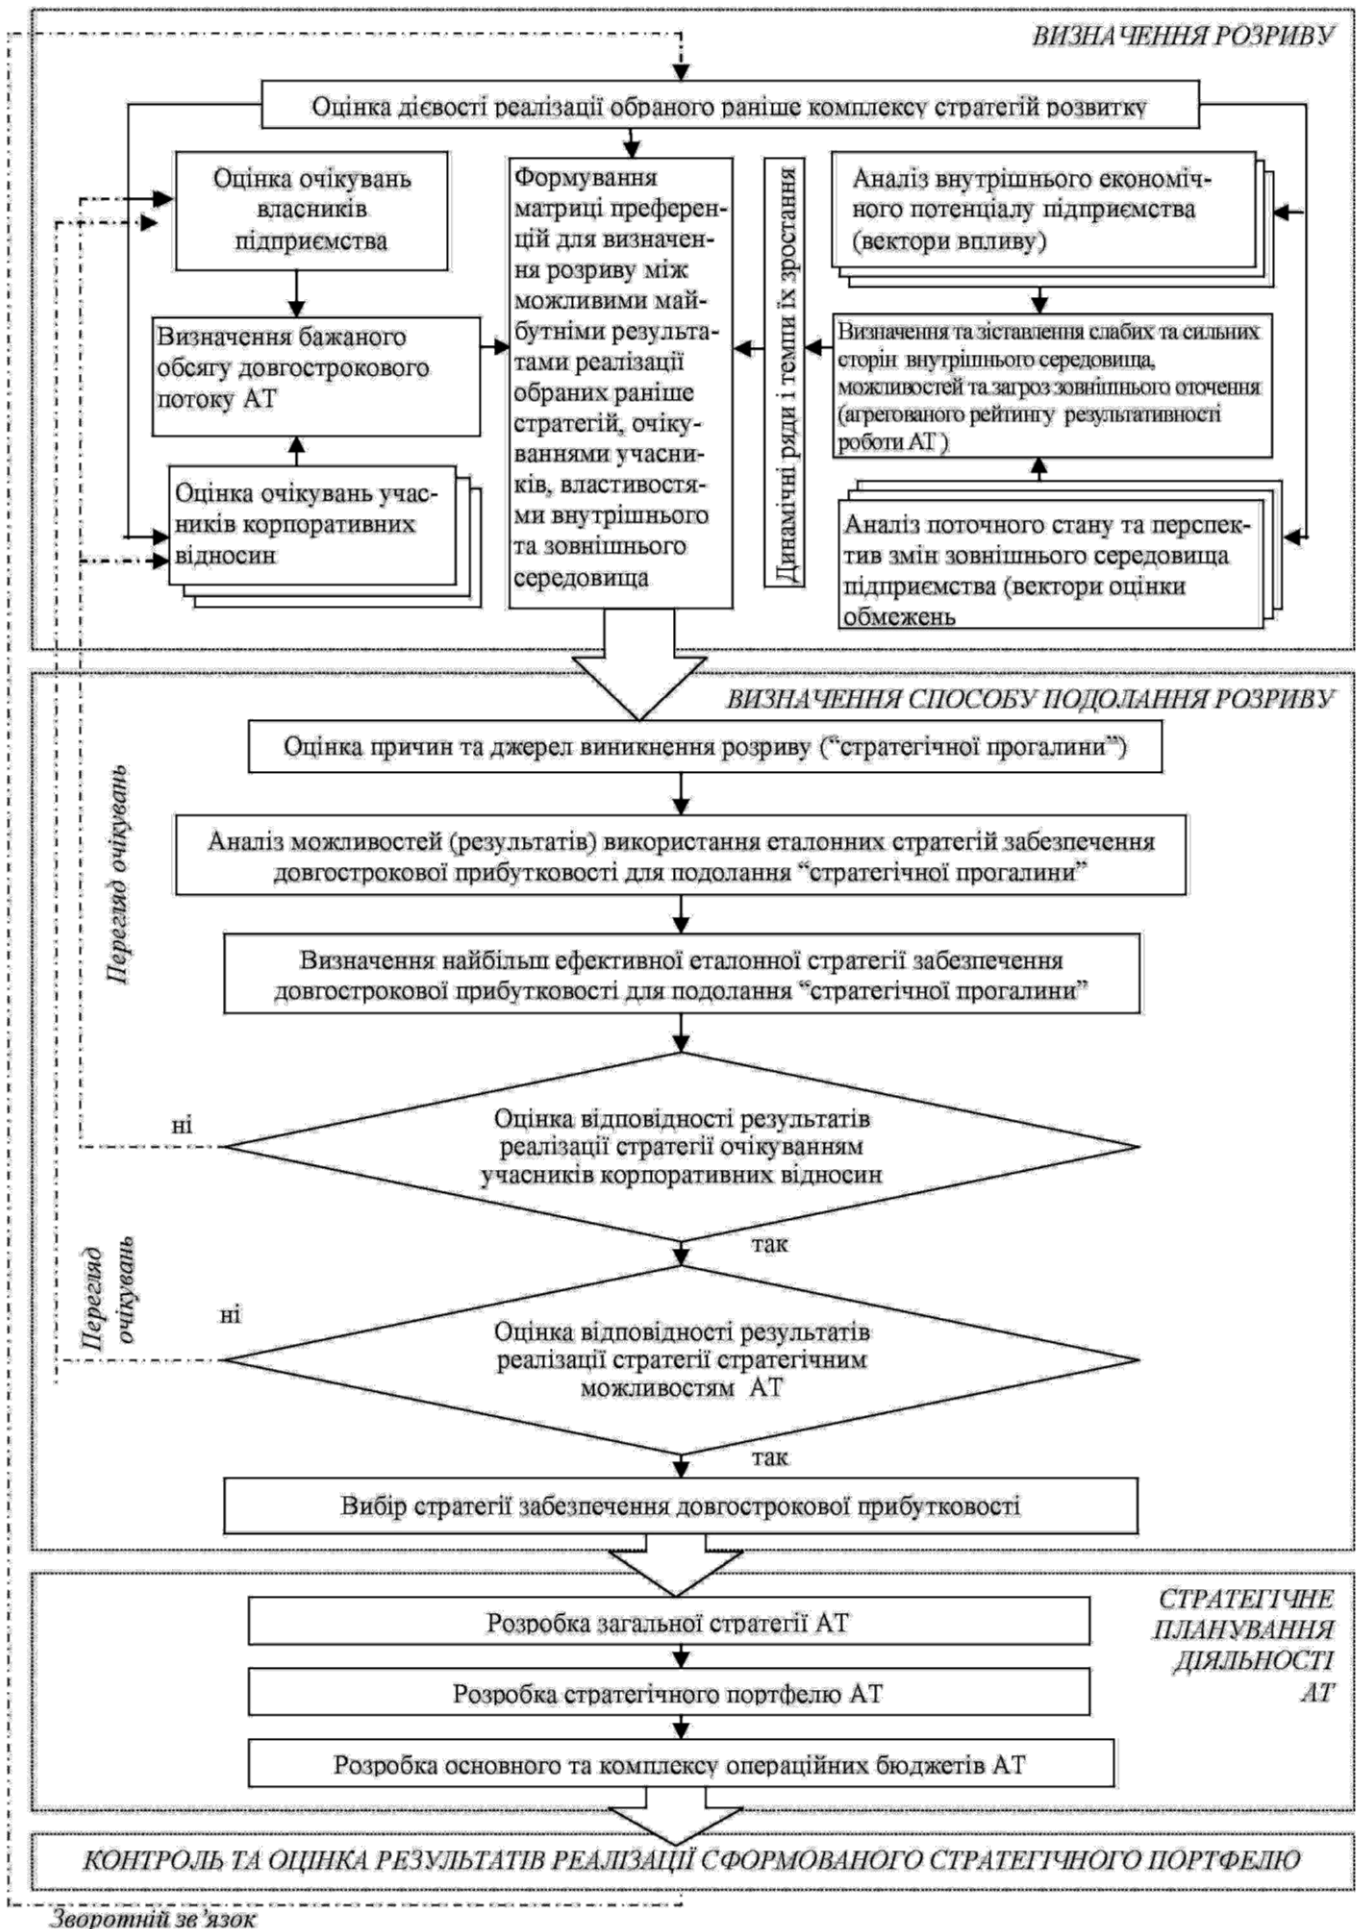 ВИЗНАЧЕННЯ РОЗРИВУ
Оцінка дієвості реалізації обраного раніше комплексу стратегій розвитку
Оцінка очікувань
власників
підприємства
Визначення бажаного
обсягу довгострокового
потоку АТ
Оцінка очікувань учас-
ників корпоративних
відносин
Формування
матриці преферен-
цій для визначен-
ня розриву між
можливими май-
бутніми результа-
тами реалізації
обраних раніше
стратегій, очіку-
ваннями учасни-
ків, властивостя-
ми внутрішнього
та зовнішнього
середовища
Динамічні ряди і темпи їх зростання
Аналіз внутрішнього економіч-
ного потенціалу підприємства
(вектори впливу)
Визначення та зіставлення слабих та сильних
сторін внутрішнього середовища,
можливостей та загроз зовнішнього оточення
(агрегованого рейтингу результативності
роботи АТ )
Аналіз поточного стану та перспек-
тив змін зовнішнього середовища
підприємства (вектори оцінки
обмежень
ВИЗНАЧЕННЯ СПОСОБУ ПОДОЛАННЯ РОЗРИВУ
Оцінка причин та джерел виникнення розриву (“стратегічної прогалини”)
Аналіз можливостей (результатів) використання еталонних стратегій забезпечення
довгострокової прибутковості для подолання “стратегічної прогалини”
Визначення найбільш ефективної еталонної стратегії забезпечення
довгострокової прибутковості для подолання “стратегічної прогалини”
Перегляд очікувань
ні
Оцінка відповідності результатів
реалізації стратегії очікуванням
учасників корпоративних відносин
так
Перегляд
очікувань
ні
Оцінка відповідності результатів
реалізації стратегії стратегічним
можливостям АТ
так
Вибір стратегії забезпечення довгострокової прибутковості
СТРАТЕГІЧНЕ
ПЛАНУВАННЯ
ДІЯЛЬНОСТІ
АТ
Розробка загальної стратегії АТ
Розробка стратегічного портфелю АТ
Розробка основного та комплексу операційних бюджетів АТ
КОНТРОЛЬ ТА ОЦІНКА РЕЗУЛЬТАТІВ РЕАЛІЗАЦІЇ СФОРМОВАНОГО СТРАТЕГІЧНОГО ПОРТФЕЛЮ
Зворотній зв’язок